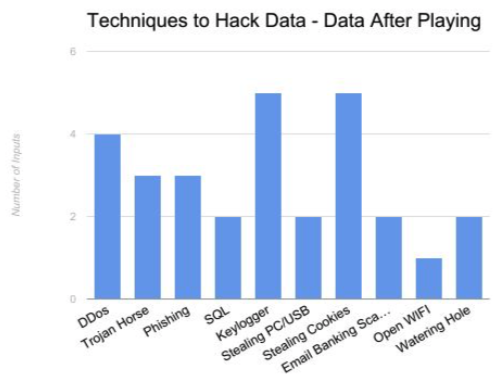 Techniques to Hack Data - Data After Playing
Number of Inputs
6
4
2
0
DDos
Trojan Horse
Phishing
SQL
Keylogger
Stealing PC/USB
Stealing Cookies
Email Banking Sca...
Open WIFI
Watering Hole